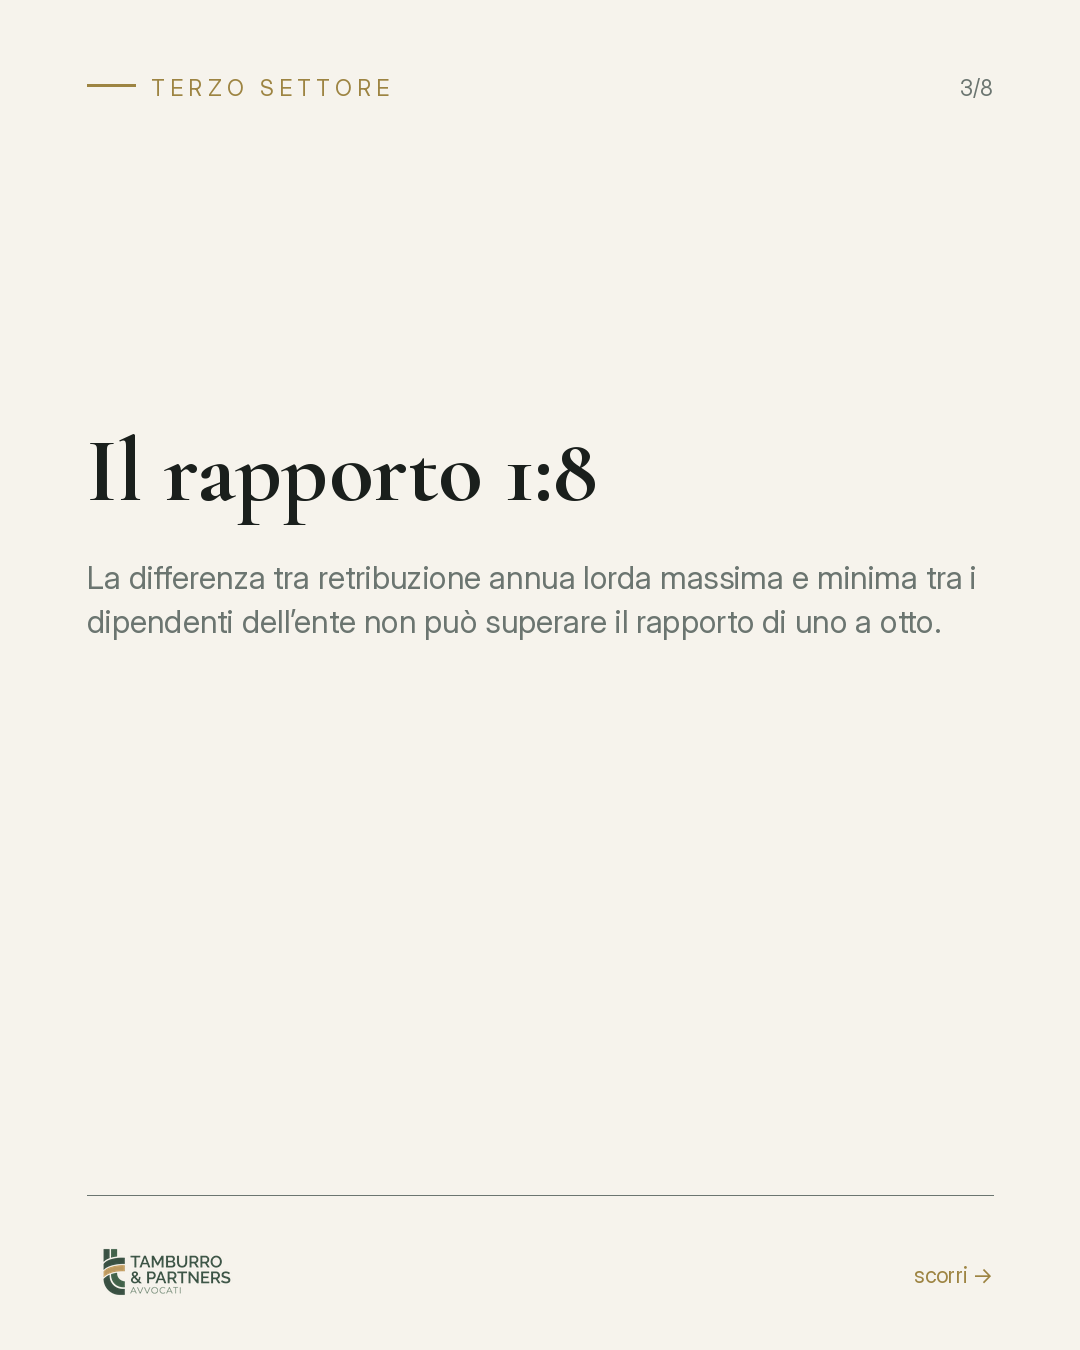 TERZO SETTORE
3/8
Il rapporto 1:8
La differenza tra retribuzione annua lorda massima e minima tra i
dipendenti dell’ente non può superare il rapporto di uno a otto.
TAMBURRO
& PARTNERS
AVVOCATI
scorri →